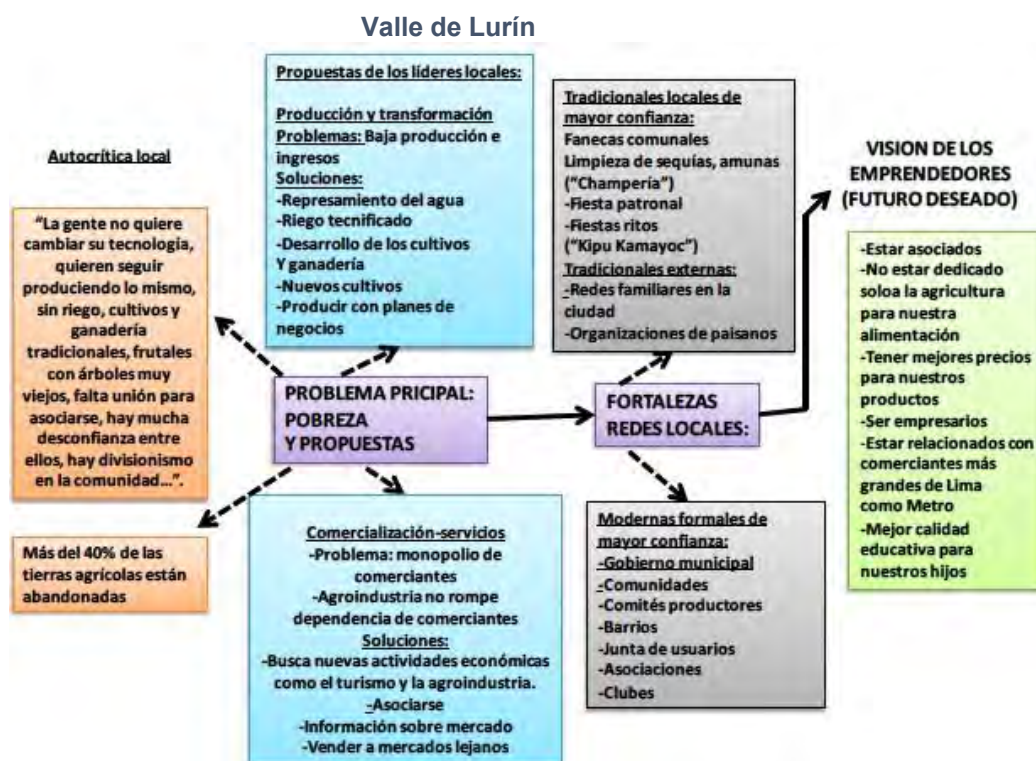 Valle de Lurín
Autocrítica local
"La gente no quiere
cambiar su tecnología,
quieren seguir
produciendo lo mismo,
sin riego, cultivos y
ganadería
tradicionales, frutales
con árboles muy
viejos, falta unión para
asociarse, hay mucha
desconfianza entre
ellos, hay divisionismo
en la comunidad...".
Más del 40% de las
tierras agrícolas están
abandonadas
Propuestas de los líderes locales:
Producción y transformación
Problemas: Baja producción e
ingresos
Soluciones:
-Represamiento del agua
-Riego tecnificado
-Desarrollo de los cultivos
Y ganadería
-Nuevos cultivos
-Producir con planes de
negocios
PROBLEMA PRICIPAL:
POBREZA
Y PROPUESTAS
Comercialización-servicios
-Problema: monopolio de
comerciantes
-Agroindustria no rompe
dependencia de comerciantes
Soluciones:
-Busca nuevas actividades económicas
como el turismo y la agroindustria.
-Asociarse
-Información sobre mercado
-Vender a mercados lejanos
Tradicionales locales de
mayor confianza:
Fanecas comunales
Limpieza de sequías, amunas
("Champería")
-Fiesta patronal
-Fiestas ritos
("Kipu Kamayoc")
Tradicionales externas:
-Redes familiares en la
ciudad
-Organizaciones de paisanos
FORTALEZAS
REDES LOCALES:
Modernas formales de
mayor confianza:
-Gobierno municipal
-Comunidades
-Comités productores
-Barrios
-Junta de usuarios
-Asociaciones
-Clubes
VISION DE LOS
EMPRENDEDORES
(FUTURO DESEADO)
-Estar asociados
-No estar dedicado
soloa la agricultura
para nuestra
alimentación
-Tener mejores precios
para nuestros
productos
-Ser empresarios
-Estar relacionados con
comerciantes más
grandes de Lima
como Metro
-Mejor calidad
educativa para
nuestros hijos